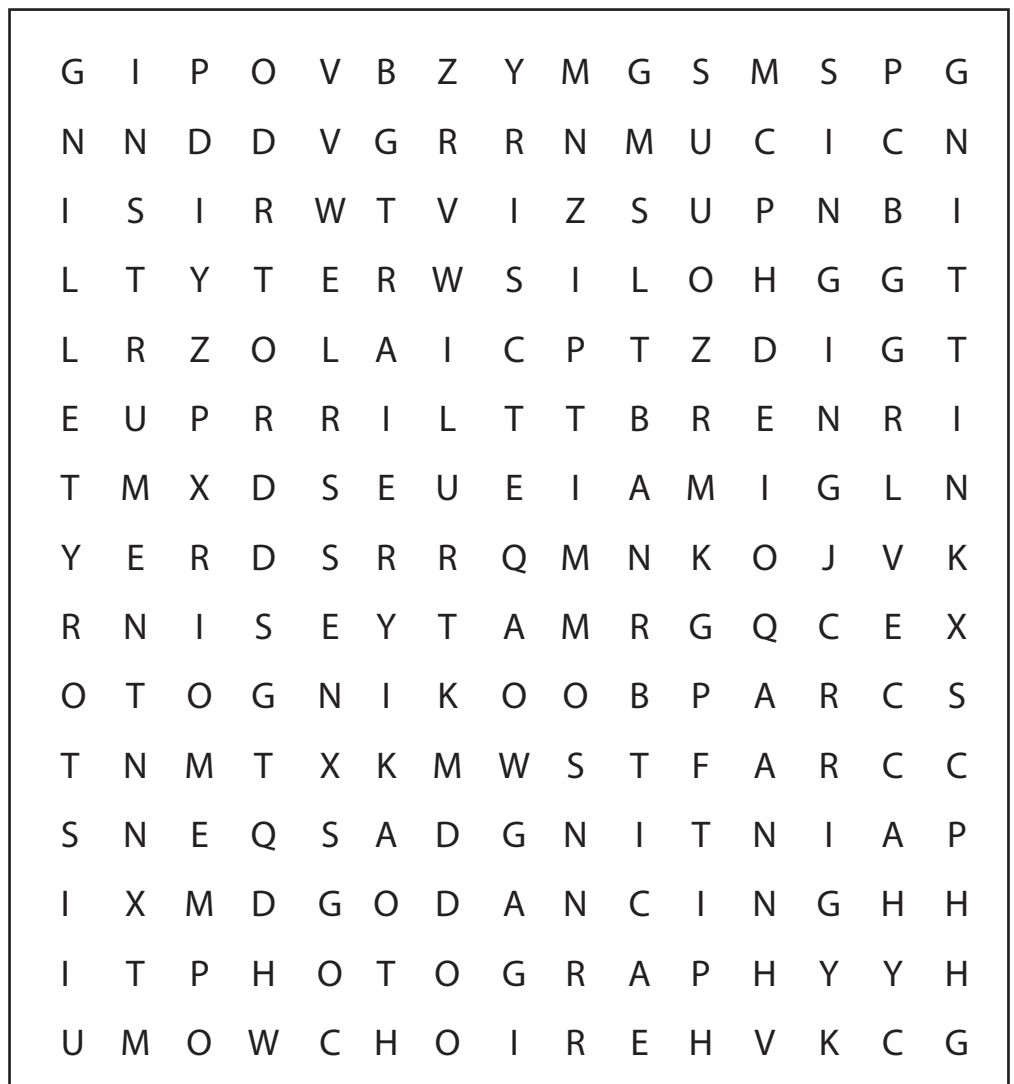 G I P O V B Z Y M G S M S P G
N N D D V G R R N M U C I C N
I S I R W T V I Z S U P N B I
L T Y T E R W S I L O H G G T
L R Z O L A I C P T Z D I G T
E U P R R I L T T B R E N R I
T M X D S E U E I A M I G L N
Y E R D S R R Q M N K O J V K
R N I S E Y T A M R G Q C E X
O T O G N I K O O B P A R C S
T N M T X K M W S T F A R C C
S N E Q S A D G N I T N I A P
I X M D G O D A N C I N G H H
I T P H O T O G R A P H Y Y H
U M O W C H O I R E H V K C G